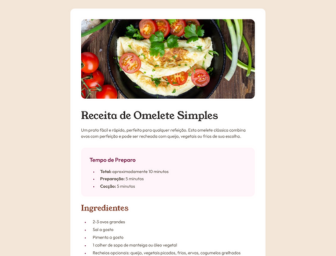 Receita de Omelete Simples
Um prato fácil e rápido, perfeito para qualquer refeição. Esta omelete clássica combina
ovos com perfeição e pode ser recheada com queijo, vegetais ou frios de sua escolha.
Tempo de Preparo
Total: aproximadamente 10 minutos
Preparação: 5 minutos
Cocção: 5 minutos
Ingredientes
2-3 ovos grandes
Sal a gosto
Pimenta a gosto
1 colher de sopa de manteiga ou óleo vegetal
Recheios opcionais: queijo, vegetais picados, frios, ervas, cogumelos grelhados